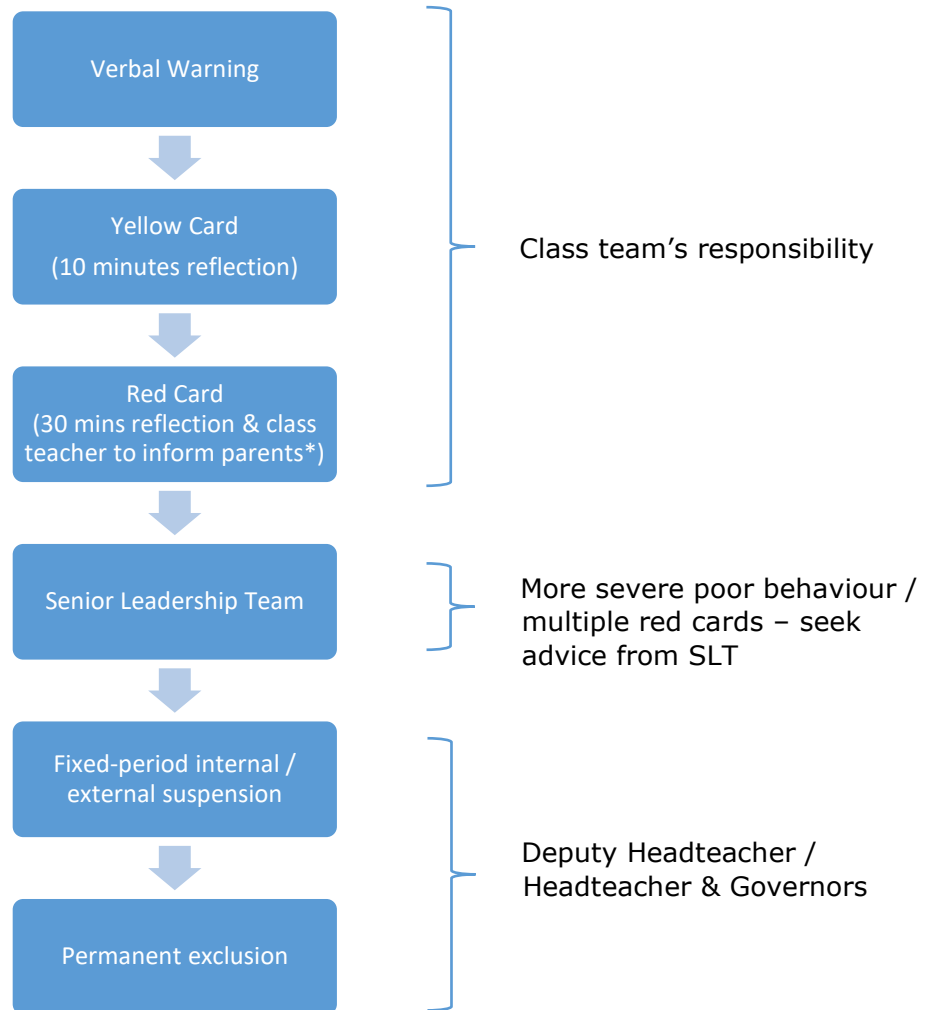 Verbal Warning
Yellow Card
(10 minutes reflection)
Class team’s responsibility
Red Card
(30 mins reflection & class
teacher to inform parents*)
Senior Leadership Team
More severe poor behaviour /
multiple red cards – seek
advice from SLT
Fixed-period internal /
external suspension
Deputy Headteacher /
Headteacher & Governors
Permanent exclusion